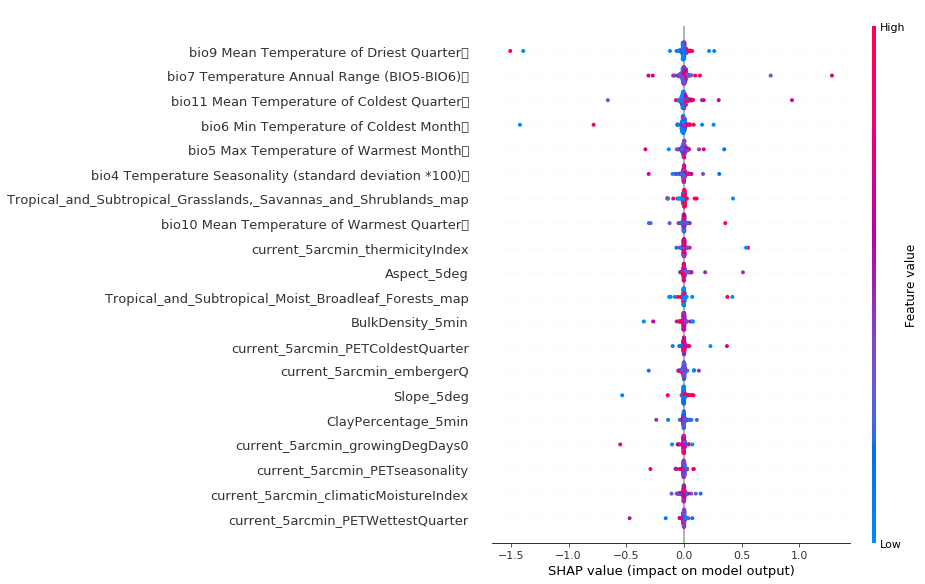 High
bio9 Mean Temperature of Driest Quarter
bio7 Temperature Annual Range (BIO5-BIO6)
bio11 Mean Temperature of Coldest Quarter
bio6 Min Temperature of Coldest Month
bio5 Max Temperature of Warmest Month
bio4 Temperature Seasonality (standard deviation *100)
Tropical_and_Subtropical_Grasslands,_Savannas_and_Shrublands_map
bio10 Mean Temperature of Warmest Quarter
current_5arcmin_thermicityIndex
Aspect_5deg
Tropical_and_Subtropical_Moist_Broadleaf_Forests_map
BulkDensity_5min
current_5arcmin_PETColdestQuarter
current_5arcmin_embergerQ
Slope_5deg
ClayPercentage_5min
current_5arcmin_growingDegDays0
current_5arcmin_PETseasonality
current_5arcmin_climaticMoistureIndex
current_5arcmin_PETWettestQuarter
Feature value
Low
−1.5 −1.0 −0.5 0.0 0.5 1.0
SHAP value (impact on model output)